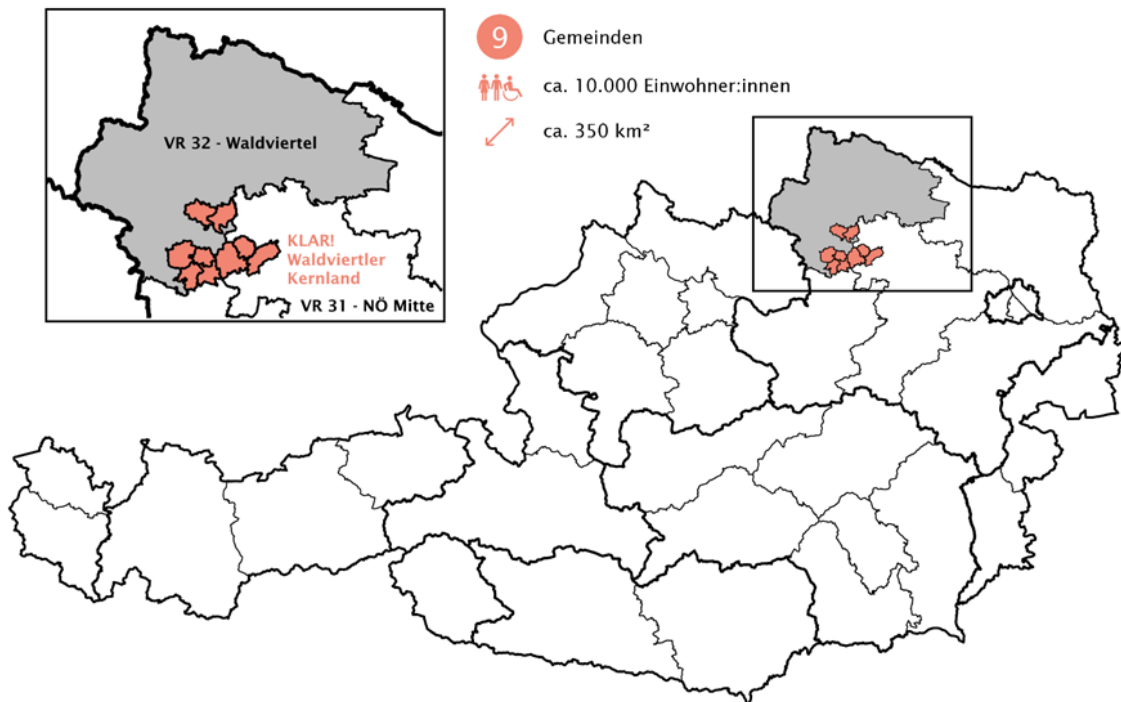 VR 32 - Waldviertel
KLAR!
Waldviertler
Kernland
VR 31 - NÖ Mitte
9 Gemeinden
ca. 10.000 Einwohner:innen
ca. 350 km²